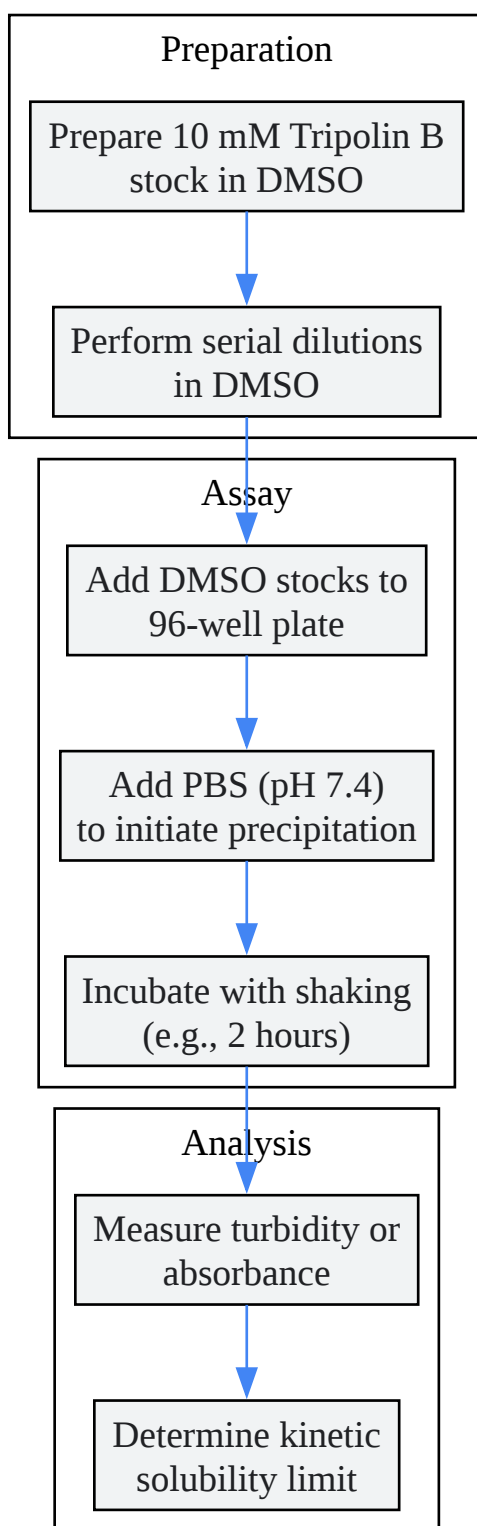 Preparation
Prepare 10 mM Tripolin B
stock in DMSO
Perform serial dilutions
in DMSO
Assay
Add DMSO stocks to
96-well plate
Add PBS (pH 7.4)
to initiate precipitation
Incubate with shaking
(e.g., 2 hours)
Analysis
Measure turbidity or
absorbance
Determine kinetic
solubility limit